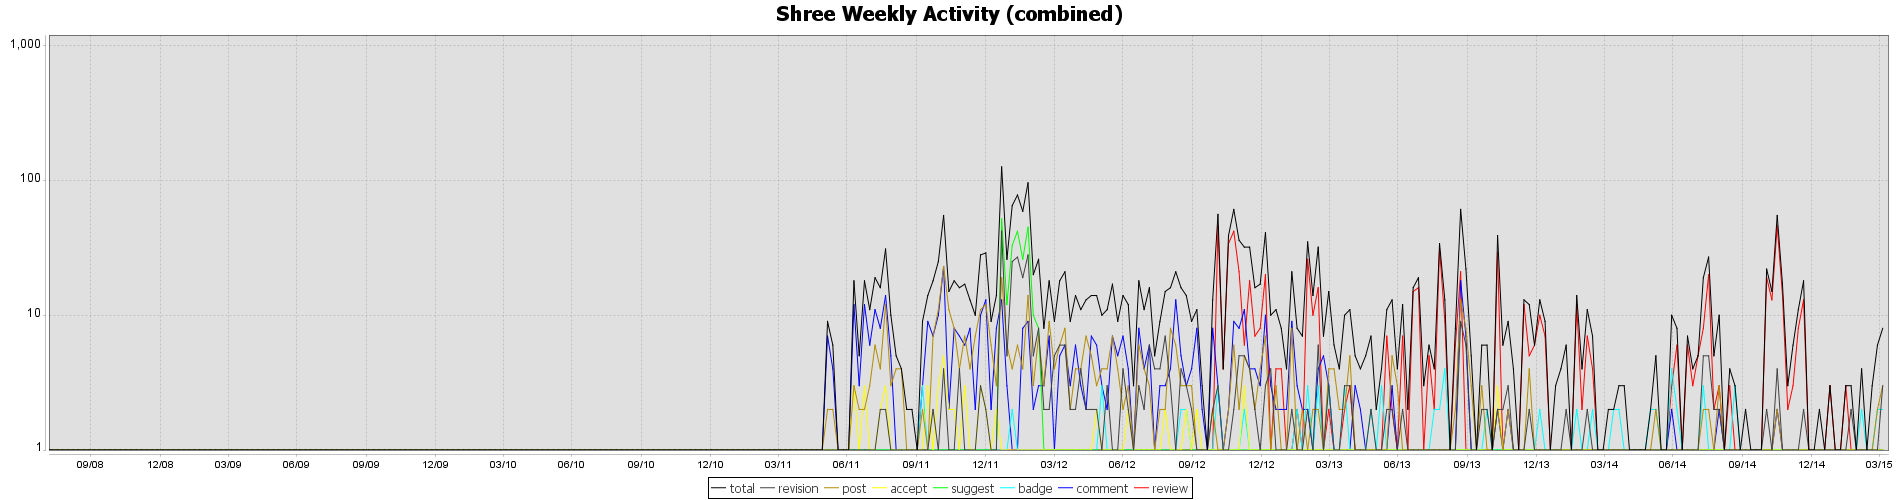 Shree Weekly Activity (combined)
1,000
100
10
1
09/08 12/08 03/09 06/09 09/09 12/09 03/10 06/10 09/10 12/10 03/11 06/11 09/11 12/11 03/12 06/12 09/12 12/12 03/13 06/13 09/13 12/13 03/14 06/14 09/14 12/14 03/15
total revision post accept suggest badge comment review